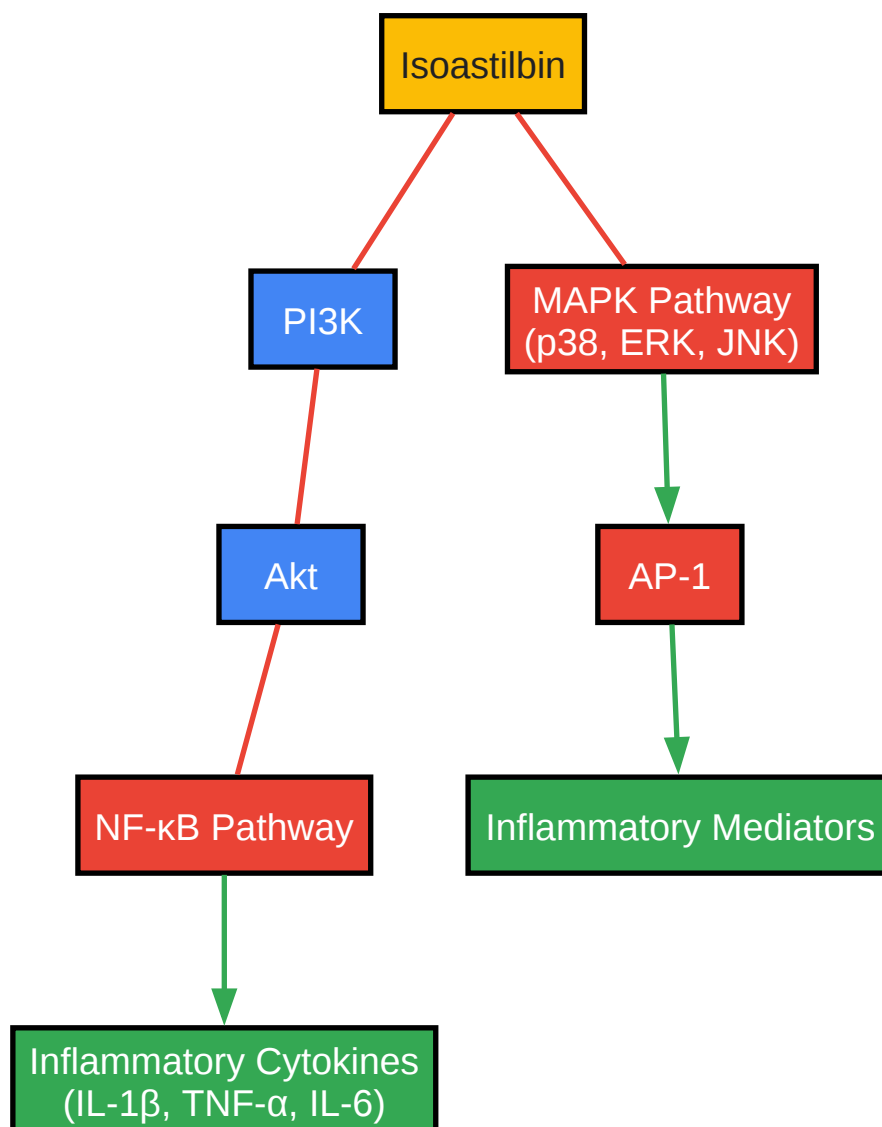 Isoastilbin
PI3K
MAPK Pathway
(p38, ERK, JNK)
Akt
AP-1
NF-κB Pathway
Inflammatory Mediators
Inflammatory Cytokines
(IL-1β, TNF-α, IL-6)